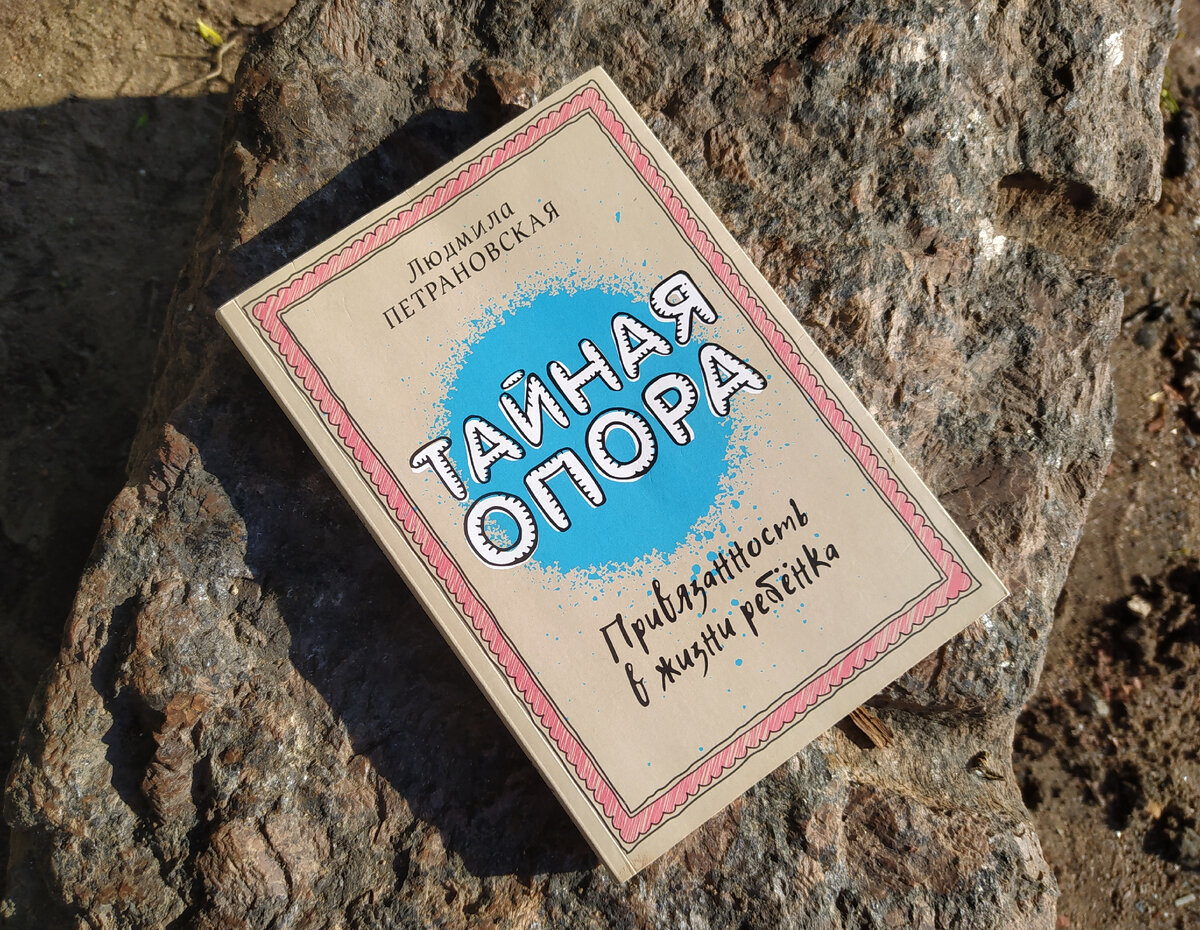 Людмила
ПЕТРАНОВСКАЯ
ТАЙНАЯ
ОПОРА
Привязанность
в жизни ребёнка